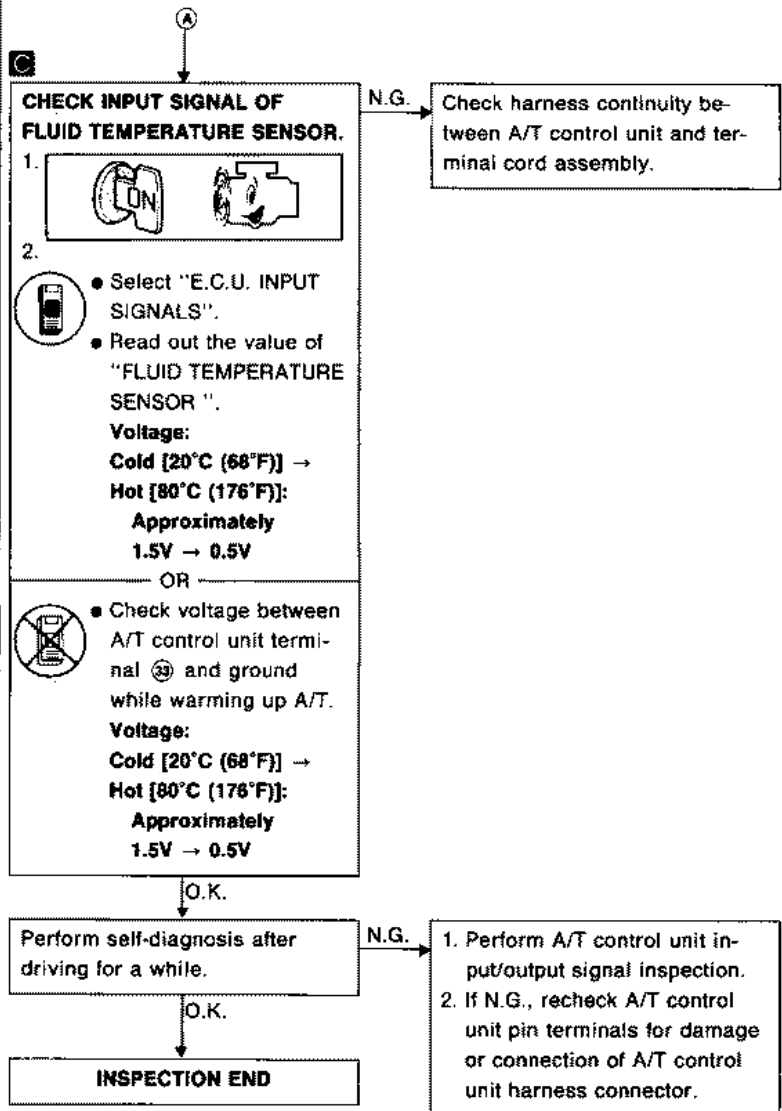 A
C
CHECK INPUT SIGNAL OF
FLUID TEMPERATURE SENSOR.
1.
ON
2.
● Select "E.C.U. INPUT
SIGNALS".
● Read out the value of
"FLUID TEMPERATURE
SENSOR ".
Voltage:
Cold [20°C (68°F)] →
Hot [80°C (176°F)]:
Approximately
1.5V → 0.5V
OR
● Check voltage between
A/T control unit termi-
nal ㉝ and ground
while warming up A/T.
Voltage:
Cold [20°C (68°F)] →
Hot [80°C (176°F)]:
Approximately
1.5V → 0.5V
N.G.
Check harness continuity be-
tween A/T control unit and ter-
minal cord assembly.
O.K.
Perform self-diagnosis after
driving for a while.
N.G.
1. Perform A/T control unit in-
put/output signal inspection.
2. If N.G., recheck A/T control
unit pin terminals for damage
or connection of A/T control
unit harness connector.
O.K.
INSPECTION END